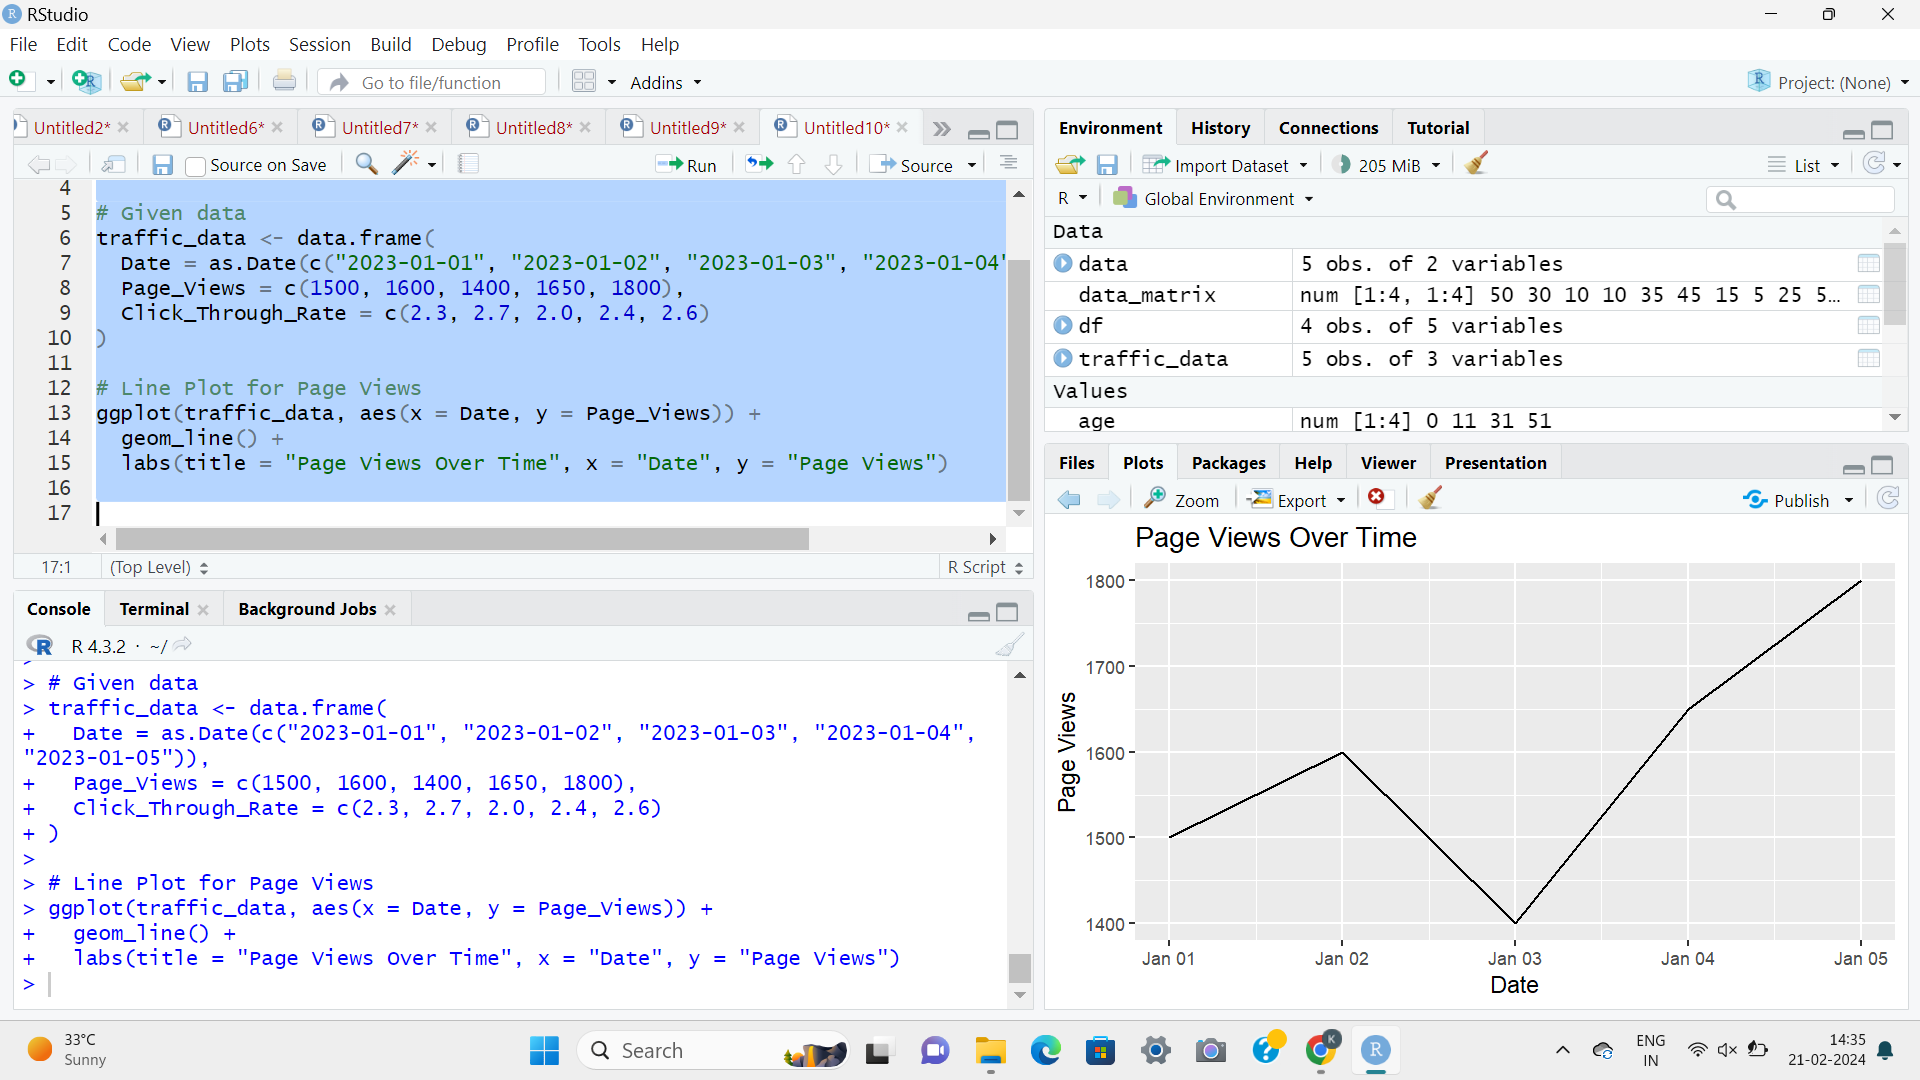 RStudio
File Edit Code View Plots Session Build Debug Profile Tools Help
Go to file/function Addins Project: (None)
Untitled2* Untitled6* Untitled7* Untitled8* Untitled9* Untitled10*
Source on Save Run Source
4
5 # Given data
6 traffic_data <- data.frame(
7 Date = as.Date(c("2023-01-01", "2023-01-02", "2023-01-03", "2023-01-04"
8 Page_Views = c(1500, 1600, 1400, 1650, 1800),
9 Click_Through_Rate = c(2.3, 2.7, 2.0, 2.4, 2.6)
10 )
11
12 # Line Plot for Page Views
13 ggplot(traffic_data, aes(x = Date, y = Page_Views)) +
14 geom_line() +
15 labs(title = "Page Views Over Time", x = "Date", y = "Page Views")
16
17
17:1 (Top Level) R Script
Console Terminal Background Jobs
R 4.3.2 · ~/
>
> # Given data
> traffic_data <- data.frame(
+ Date = as.Date(c("2023-01-01", "2023-01-02", "2023-01-03", "2023-01-04",
"2023-01-05")),
+ Page_Views = c(1500, 1600, 1400, 1650, 1800),
+ Click_Through_Rate = c(2.3, 2.7, 2.0, 2.4, 2.6)
+ )
>
> # Line Plot for Page Views
> ggplot(traffic_data, aes(x = Date, y = Page_Views)) +
+ geom_line() +
+ labs(title = "Page Views Over Time", x = "Date", y = "Page Views")
>
Environment History Connections Tutorial
Import Dataset 205 MiB List
R Global Environment
Data
data 5 obs. of 2 variables
data_matrix num [1:4, 1:4] 50 30 10 10 35 45 15 5 25 5…
df 4 obs. of 5 variables
traffic_data 5 obs. of 3 variables
Values
age num [1:4] 0 11 31 51
Files Plots Packages Help Viewer Presentation
Zoom Export Publish
Page Views Over Time
1800
1700
1600
1500
1400
Page Views
Jan 01 Jan 02 Jan 03 Jan 04 Jan 05
Date
33°C
Sunny
Search
K
R
ENG
IN
14:35
21-02-2024